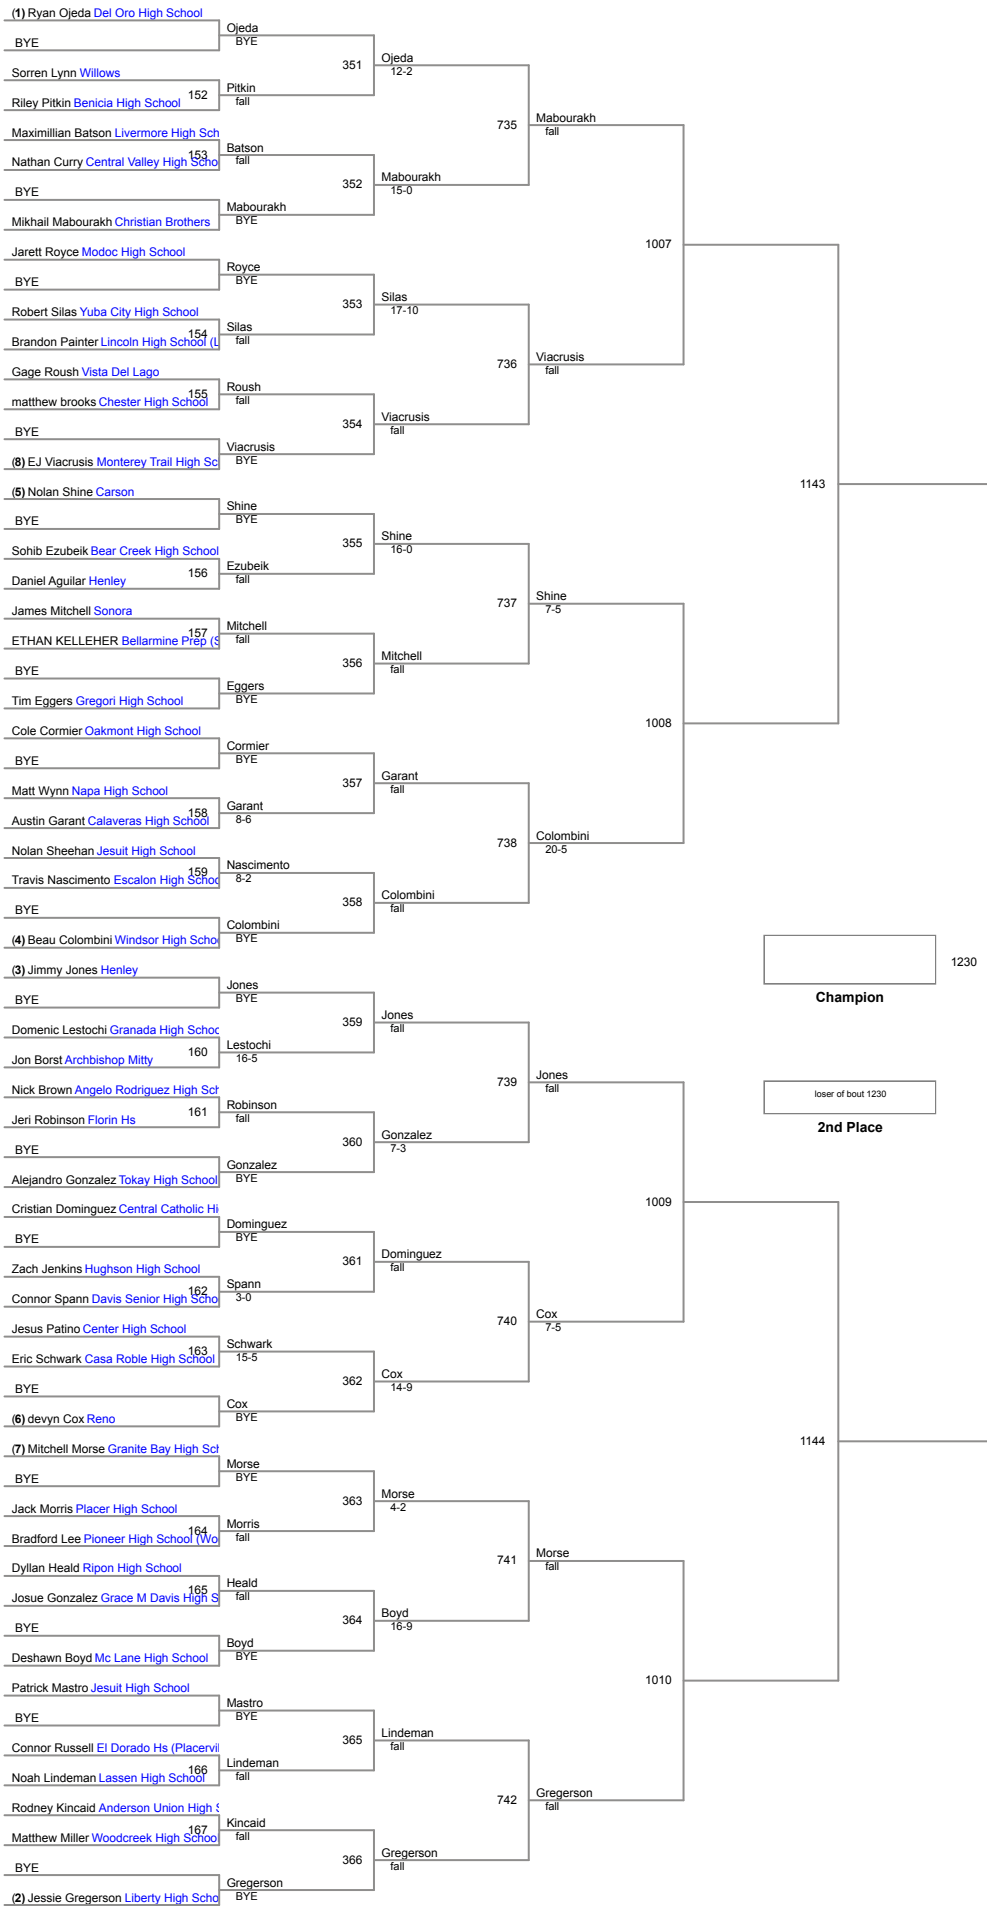 (1) Ryan Ojeda Del Oro High School
BYE
Ojeda
BYE
351
Ojeda
12-2
Sorren Lynn Willows
Riley Pitkin Benicia High School
152
Pitkin
fall
735
Mabourakh
fall
Maximillian Batson Livermore High Sch
Nathan Curry Central Valley High Scho
153
Batson
fall
352
Mabourakh
15-0
BYE
Mikhail Mabourakh Christian Brothers
Mabourakh
BYE
1007
Jarett Royce Modoc High School
BYE
Royce
BYE
353
Silas
17-10
Robert Silas Yuba City High School
Brandon Painter Lincoln High School (L
154
Silas
fall
736
Viacrusis
fall
Gage Roush Vista Del Lago
matthew brooks Chester High School
155
Roush
fall
354
Viacrusis
fall
BYE
(8) EJ Viacrusis Monterey Trail High Sc
Viacrusis
BYE
1143
(5) Nolan Shine Carson
BYE
Shine
BYE
355
Shine
16-0
Sohib Ezubeik Bear Creek High School
Daniel Aguilar Henley
156
Ezubeik
fall
737
Shine
7-5
James Mitchell Sonora
ETHAN KELLEHER Bellarmine Prep (S
157
Mitchell
fall
356
Mitchell
fall
BYE
Tim Eggers Gregori High School
Eggers
BYE
1008
Cole Cormier Oakmont High School
BYE
Cormier
BYE
357
Garant
fall
Matt Wynn Napa High School
Austin Garant Calaveras High School
158
Garant
8-6
738
Colombini
20-5
Nolan Sheehan Jesuit High School
Travis Nascimento Escalon High Schoo
159
Nascimento
8-2
358
Colombini
fall
BYE
(4) Beau Colombini Windsor High Schoo
Colombini
BYE
1230
Champion
(3) Jimmy Jones Henley
BYE
Jones
BYE
359
Jones
fall
Domenic Lestochi Granada High Schoo
Jon Borst Archbishop Mitty
160
Lestochi
16-5
739
Jones
fall
loser of bout 1230
2nd Place
Nick Brown Angelo Rodriguez High Sch
Jeri Robinson Florin Hs
161
Robinson
fall
360
Gonzalez
7-3
BYE
Alejandro Gonzalez Tokay High School
Gonzalez
BYE
1009
Cristian Dominguez Central Catholic Hi
BYE
Dominguez
BYE
361
Dominguez
fall
Zach Jenkins Hughson High School
Connor Spann Davis Senior High Scho
162
Spann
3-0
740
Cox
7-5
Jesus Patino Center High School
Eric Schwark Casa Roble High School
163
Schwark
15-5
362
Cox
14-9
BYE
(6) devyn Cox Reno
Cox
BYE
1144
(7) Mitchell Morse Granite Bay High Sch
BYE
Morse
BYE
363
Morse
4-2
Jack Morris Placer High School
Bradford Lee Pioneer High School (Wo
164
Morris
fall
741
Morse
fall
Dyllan Heald Ripon High School
Josue Gonzalez Grace M Davis High S
165
Heald
fall
364
Boyd
16-9
BYE
Deshawn Boyd Mc Lane High School
Boyd
BYE
1010
Patrick Mastro Jesuit High School
BYE
Mastro
BYE
365
Lindeman
fall
Connor Russell El Dorado Hs (Placervil
Noah Lindeman Lassen High School
166
Lindeman
fall
742
Gregerson
fall
Rodney Kincaid Anderson Union High S
Matthew Miller Woodcreek High School
167
Kincaid
fall
366
Gregerson
fall
BYE
(2) Jessie Gregerson Liberty High Scho
Gregerson
BYE